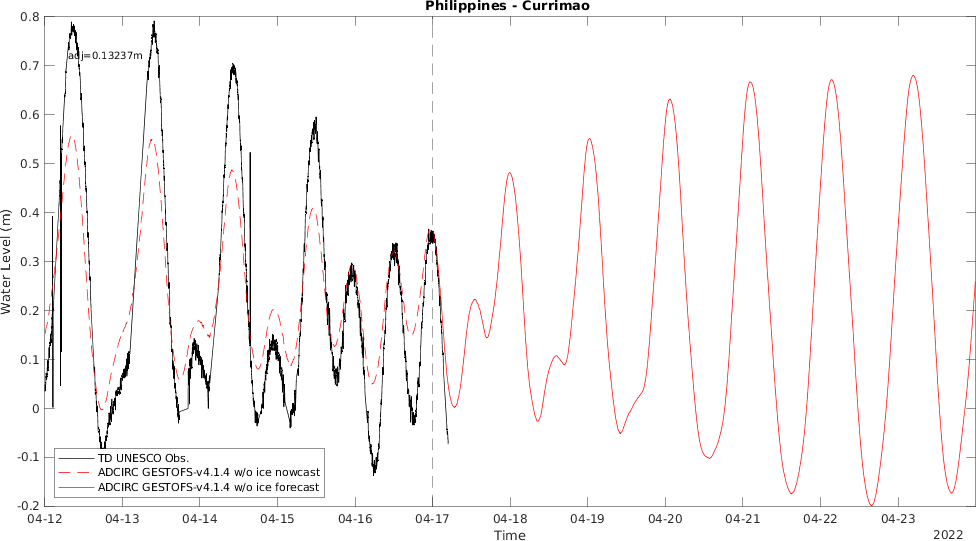 Philippines - Currimao
adj=0.13237m
Water Level (m)
0.8
0.7
0.6
0.5
0.4
0.3
0.2
0.1
0
-0.1
-0.2
TD UNESCO Obs.
ADCIRC GESTOFS-v4.1.4 w/o ice nowcast
ADCIRC GESTOFS-v4.1.4 w/o ice forecast
04-12 04-13 04-14 04-15 04-16 04-17 04-18 04-19 04-20 04-21 04-22 04-23
Time
2022